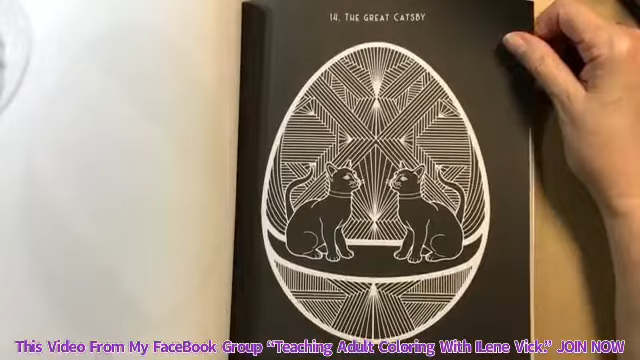 14. The Great Catsby
This Video From My FaceBook Group "Teaching Adult Coloring With ILene Vick" JOIN NOW